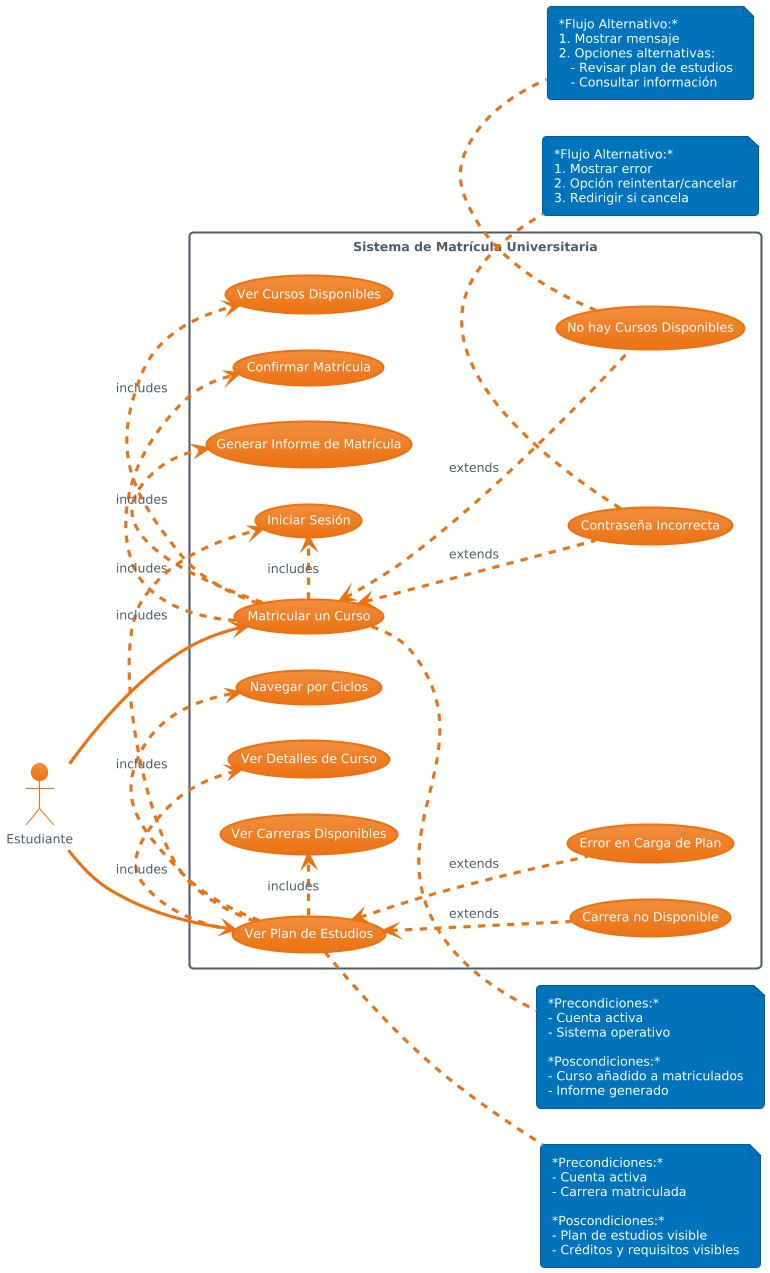 *Flujo Alternativo:*
1. Mostrar mensaje
2. Opciones alternativas:
- Revisar plan de estudios
- Consultar información
*Flujo Alternativo:*
1. Mostrar error
2. Opción reintentar/cancelar
3. Redirigir si cancela
Sistema de Matrícula Universitaria
Ver Cursos Disponibles
No hay Cursos Disponibles
Confirmar Matrícula
includes
Generar Informe de Matrícula
extends
includes
Iniciar Sesión
Contraseña Incorrecta
extends
includes
includes
includes
Matricular un Curso
Navegar por Ciclos
Ver Detalles de Curso
includes
Estudiante
Ver Carreras Disponibles
Error en Carga de Plan
extends
includes
includes
extends
Carrera no Disponible
Ver Plan de Estudios
*Precondiciones:*
- Cuenta activa
- Sistema operativo
*Poscondiciones:*
- Curso añadido a matriculados
- Informe generado
*Precondiciones:*
- Cuenta activa
- Carrera matriculada
*Poscondiciones:*
- Plan de estudios visible
- Créditos y requisitos visibles